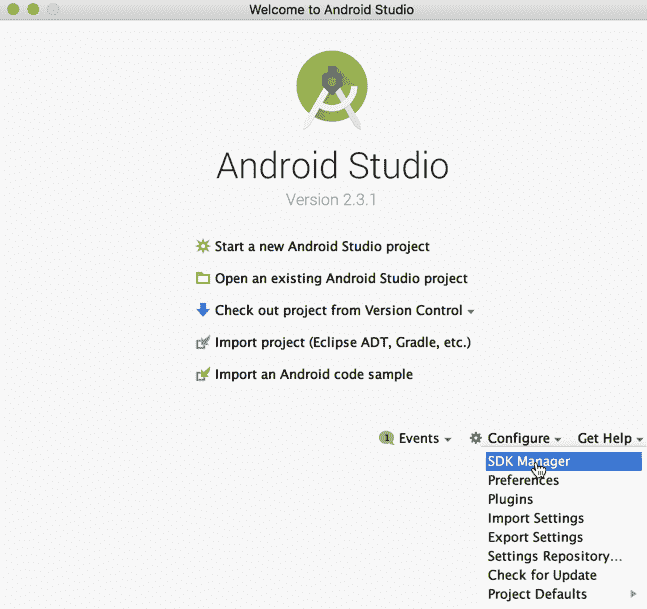 Welcome to Android Studio
Android Studio
Version 2.3.1
Start a new Android Studio project
Open an existing Android Studio project
Check out project from Version Control
Import project (Eclipse ADT, Gradle, etc.)
Import an Android code sample
1 Events Configure Get Help
SDK Manager
Preferences
Plugins
Import Settings
Export Settings
Settings Repository...
Check for Update
Project Defaults